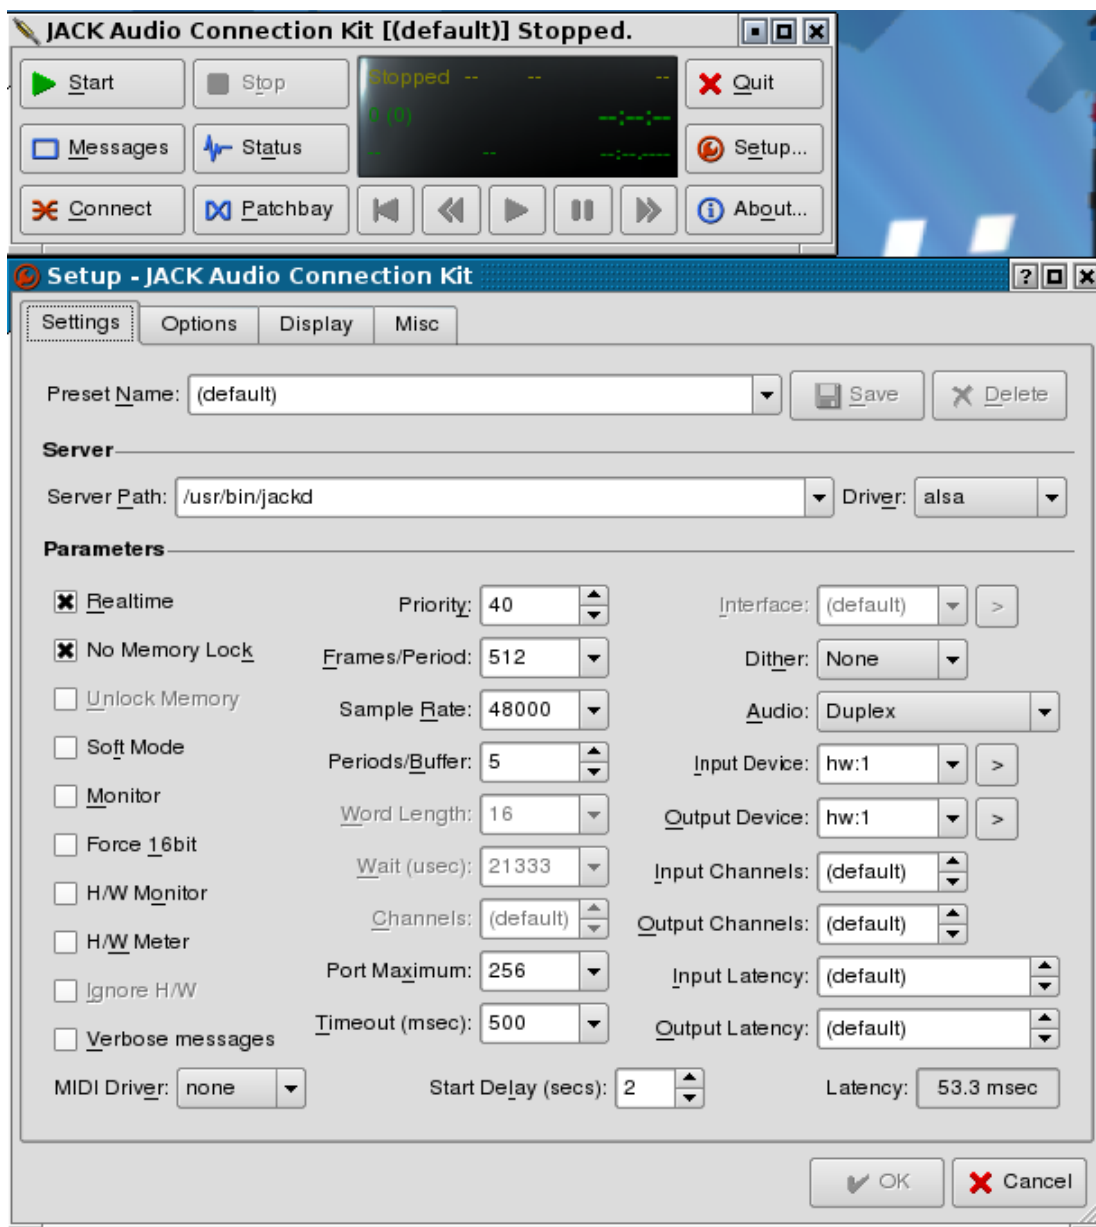 JACK Audio Connection Kit [(default)] Stopped.
Start Stop Stopped -- -- -- Quit
0 (0) --:--:--
Messages Status -- -- --:--.---- Setup...
Connect Patchbay About...
Setup - JACK Audio Connection Kit
Settings Options Display Misc
Preset Name: (default) Save Delete
Server
Server Path: /usr/bin/jackd Driver: alsa
Parameters
Realtime Priority: 40 Interface: (default) >
No Memory Lock Frames/Period: 512 Dither: None
Unlock Memory Sample Rate: 48000 Audio: Duplex
Soft Mode Periods/Buffer: 5 Input Device: hw:1 >
Monitor Word Length: 16 Output Device: hw:1 >
Force 16bit Wait (usec): 21333 Input Channels: (default)
H/W Monitor Channels: (default) Output Channels: (default)
H/W Meter Port Maximum: 256 Input Latency: (default)
Ignore H/W Timeout (msec): 500 Output Latency: (default)
Verbose messages
MIDI Driver: none Start Delay (secs): 2 Latency: 53.3 msec
OK Cancel